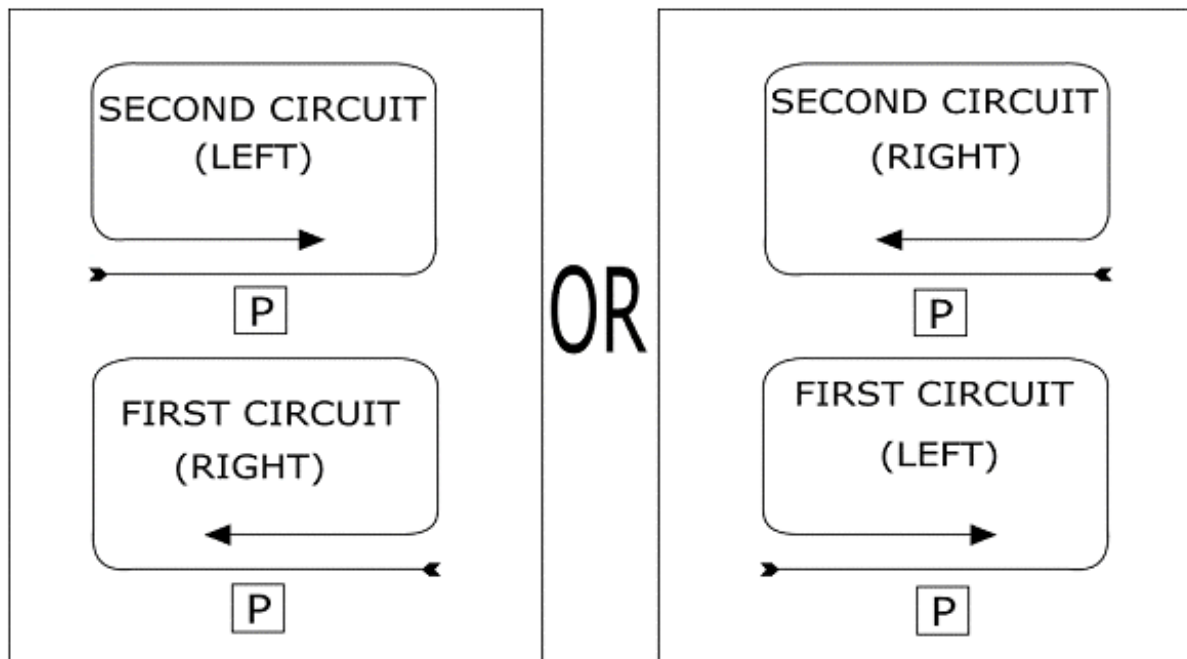 SECOND CIRCUIT
(LEFT)
P
FIRST CIRCUIT
(RIGHT)
P
OR
SECOND CIRCUIT
(RIGHT)
P
FIRST CIRCUIT
(LEFT)
P